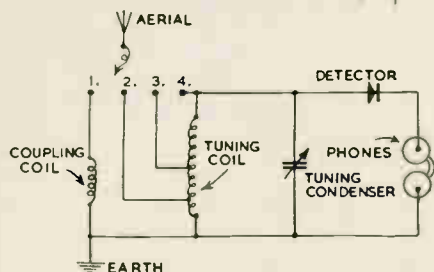 AERIAL
1. 2. 3. 4.
DETECTOR
COUPLING
COIL
TUNING
COIL
PHONES
TUNING
CONDENSER
EARTH